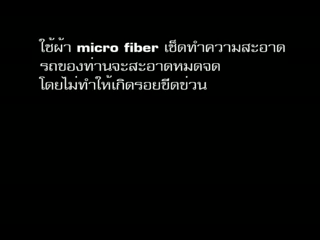 ใช้ผ้า micro fiber เช็ดทำความสะอาด
รถของท่านจะสะอาดหมดจด
โดยไม่ทำให้เกิดรอยขีดข่วน